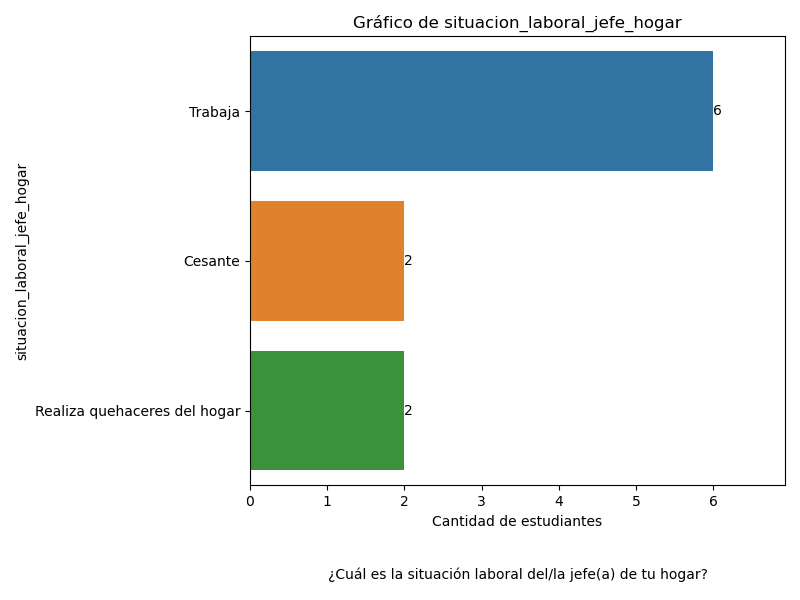 Gráfico de situacion_laboral_jefe_hogar
situacion_laboral_jefe_hogar
Trabaja
6
Cesante
2
Realiza quehaceres del hogar
2
0 1 2 3 4 5 6
Cantidad de estudiantes
¿Cuál es la situación laboral del/la jefe(a) de tu hogar?